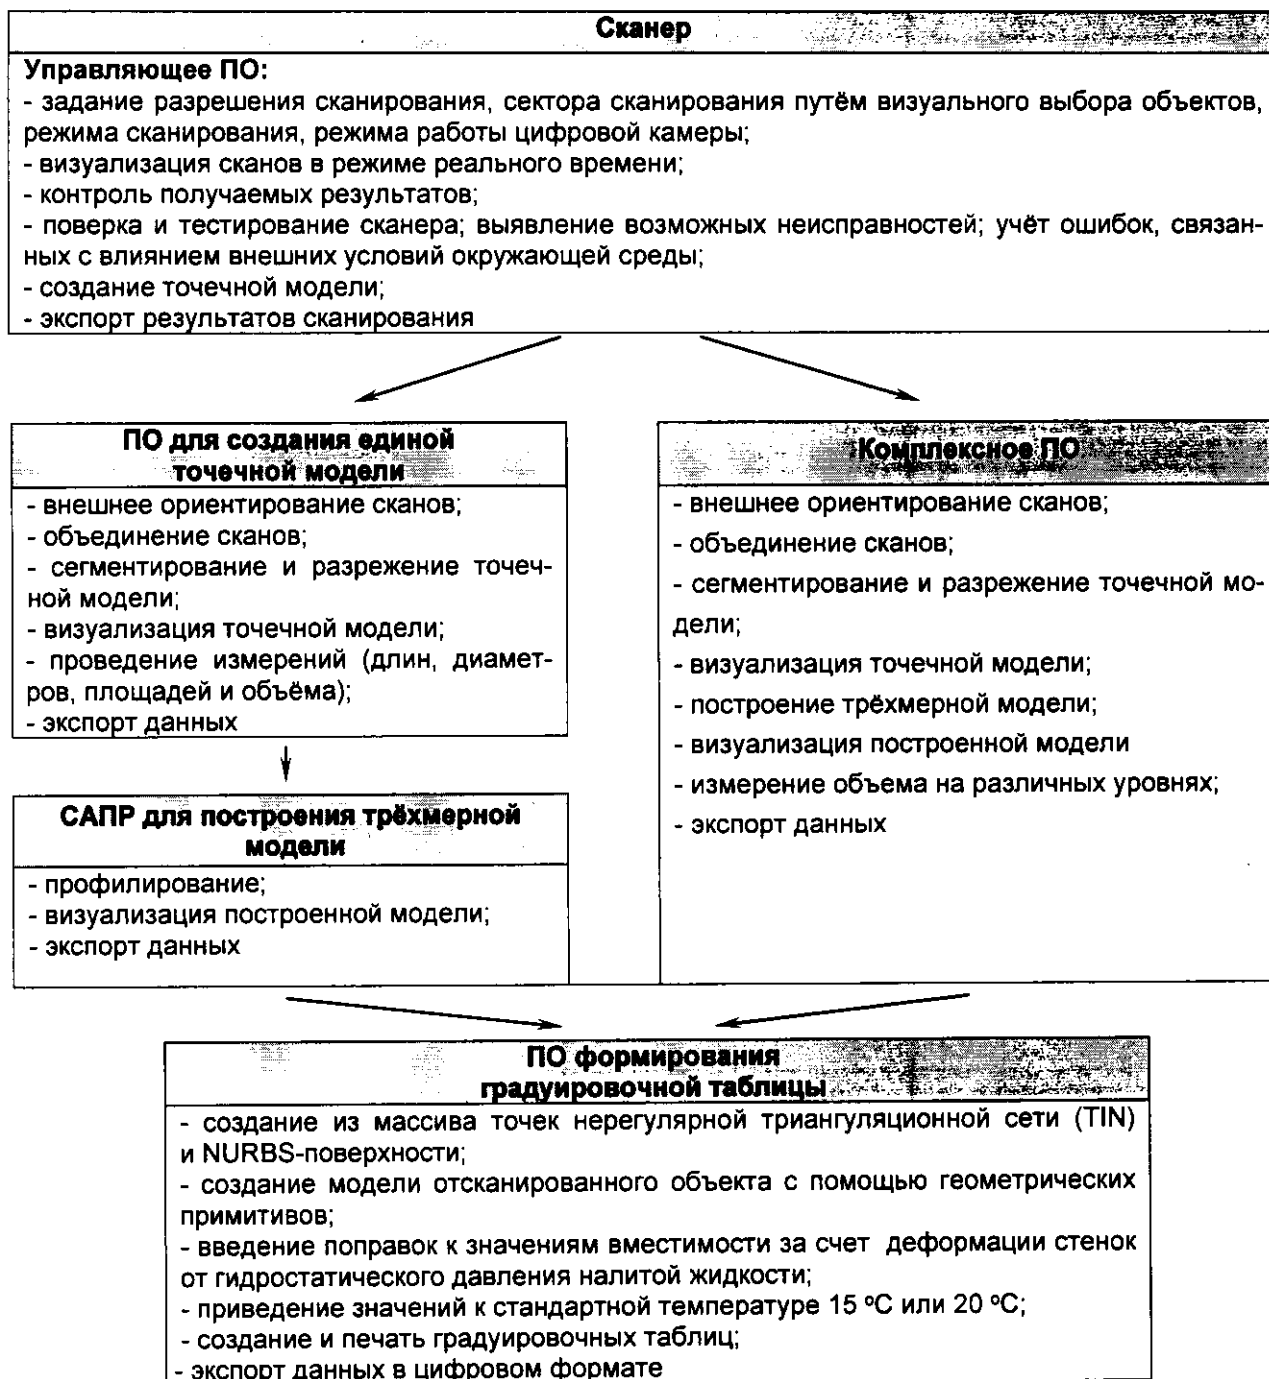 Сканер
Управляющее ПО:
- задание разрешения сканирования, сектора сканирования путём визуального выбора объектов,
режима сканирования, режима работы цифровой камеры;
- визуализация сканов в режиме реального времени;
- контроль получаемых результатов;
- поверка и тестирование сканера; выявление возможных неисправностей; учёт ошибок, связан-
ных с влиянием внешних условий окружающей среды;
- создание точечной модели;
- экспорт результатов сканирования
ПО для создания единой
точечной модели
- внешнее ориентирование сканов;
- объединение сканов;
- сегментирование и разрежение точеч-
ной модели;
- визуализация точечной модели;
- проведение измерений (длин, диамет-
ров, площадей и объёма);
- экспорт данных
САПР для построения трёхмерной
модели
- профилирование;
- визуализация построенной модели;
- экспорт данных
Комплексное ПО
- внешнее ориентирование сканов;
- объединение сканов;
- сегментирование и разрежение точечной мо-
дели;
- визуализация точечной модели;
- построение трёхмерной модели;
- визуализация построенной модели
- измерение объема на различных уровнях;
- экспорт данных
ПО формирования
градуировочной таблицы
- создание из массива точек нерегулярной триангуляционной сети (TIN)
и NURBS-поверхности;
- создание модели отсканированного объекта с помощью геометрических
примитивов;
- введение поправок к значениям вместимости за счет деформации стенок
от гидростатического давления налитой жидкости;
- приведение значений к стандартной температуре 15 ºС или 20 ºС;
- создание и печать градуировочных таблиц;
- экспорт данных в цифровом формате